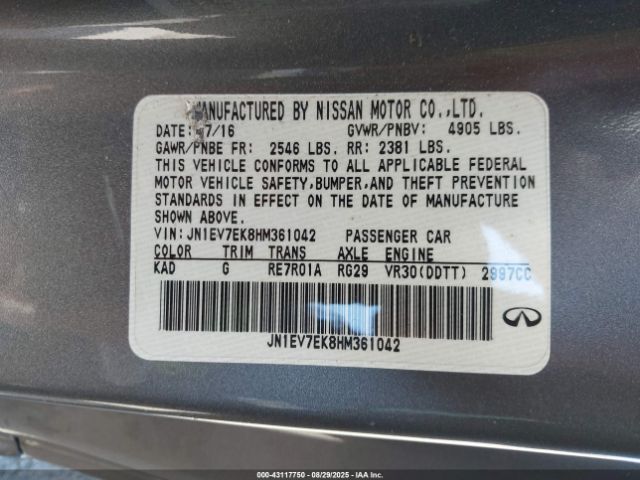 MANUFACTURED BY NISSAN MOTOR CO.,LTD.
DATE: 7/16 GVWR/PNBV: 4905 LBS.
GAWR/PNBE FR: 2546 LBS. RR: 2381 LBS.
THIS VEHICLE CONFORMS TO ALL APPLICABLE FEDERAL
MOTOR VEHICLE SAFETY,BUMPER,AND THEFT PREVENTION
STANDARDS IN EFFECT ON THE DATE OF MANUFACTURE
SHOWN ABOVE.
VIN:JN1EV7EK8HM361042 PASSENGER CAR
COLOR TRIM TRANS AXLE ENGINE
KAD G RE7R01A RG29 VR30(DDTT) 2997CC
JN1EV7EK8HM361042
000-43117750 - 08/29/2025 - IAA, Inc.